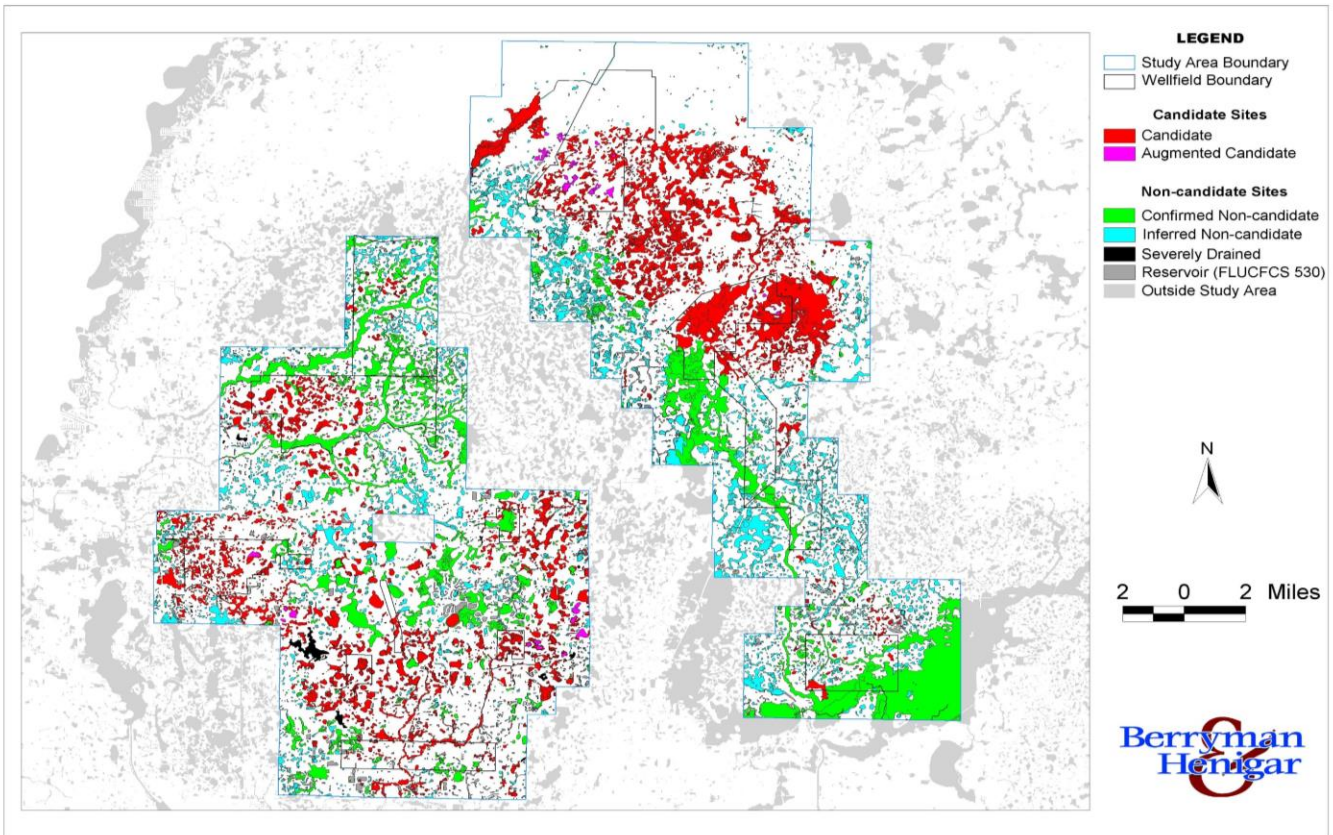 LEGEND
Study Area Boundary
Wellfield Boundary
Candidate Sites
Candidate
Augmented Candidate
Non-candidate Sites
Confirmed Non-candidate
Inferred Non-candidate
Severely Drained
Reservoir (FLUCFCS 530)
Outside Study Area
N
2 0 2 Miles
Berryman
&
Henigar